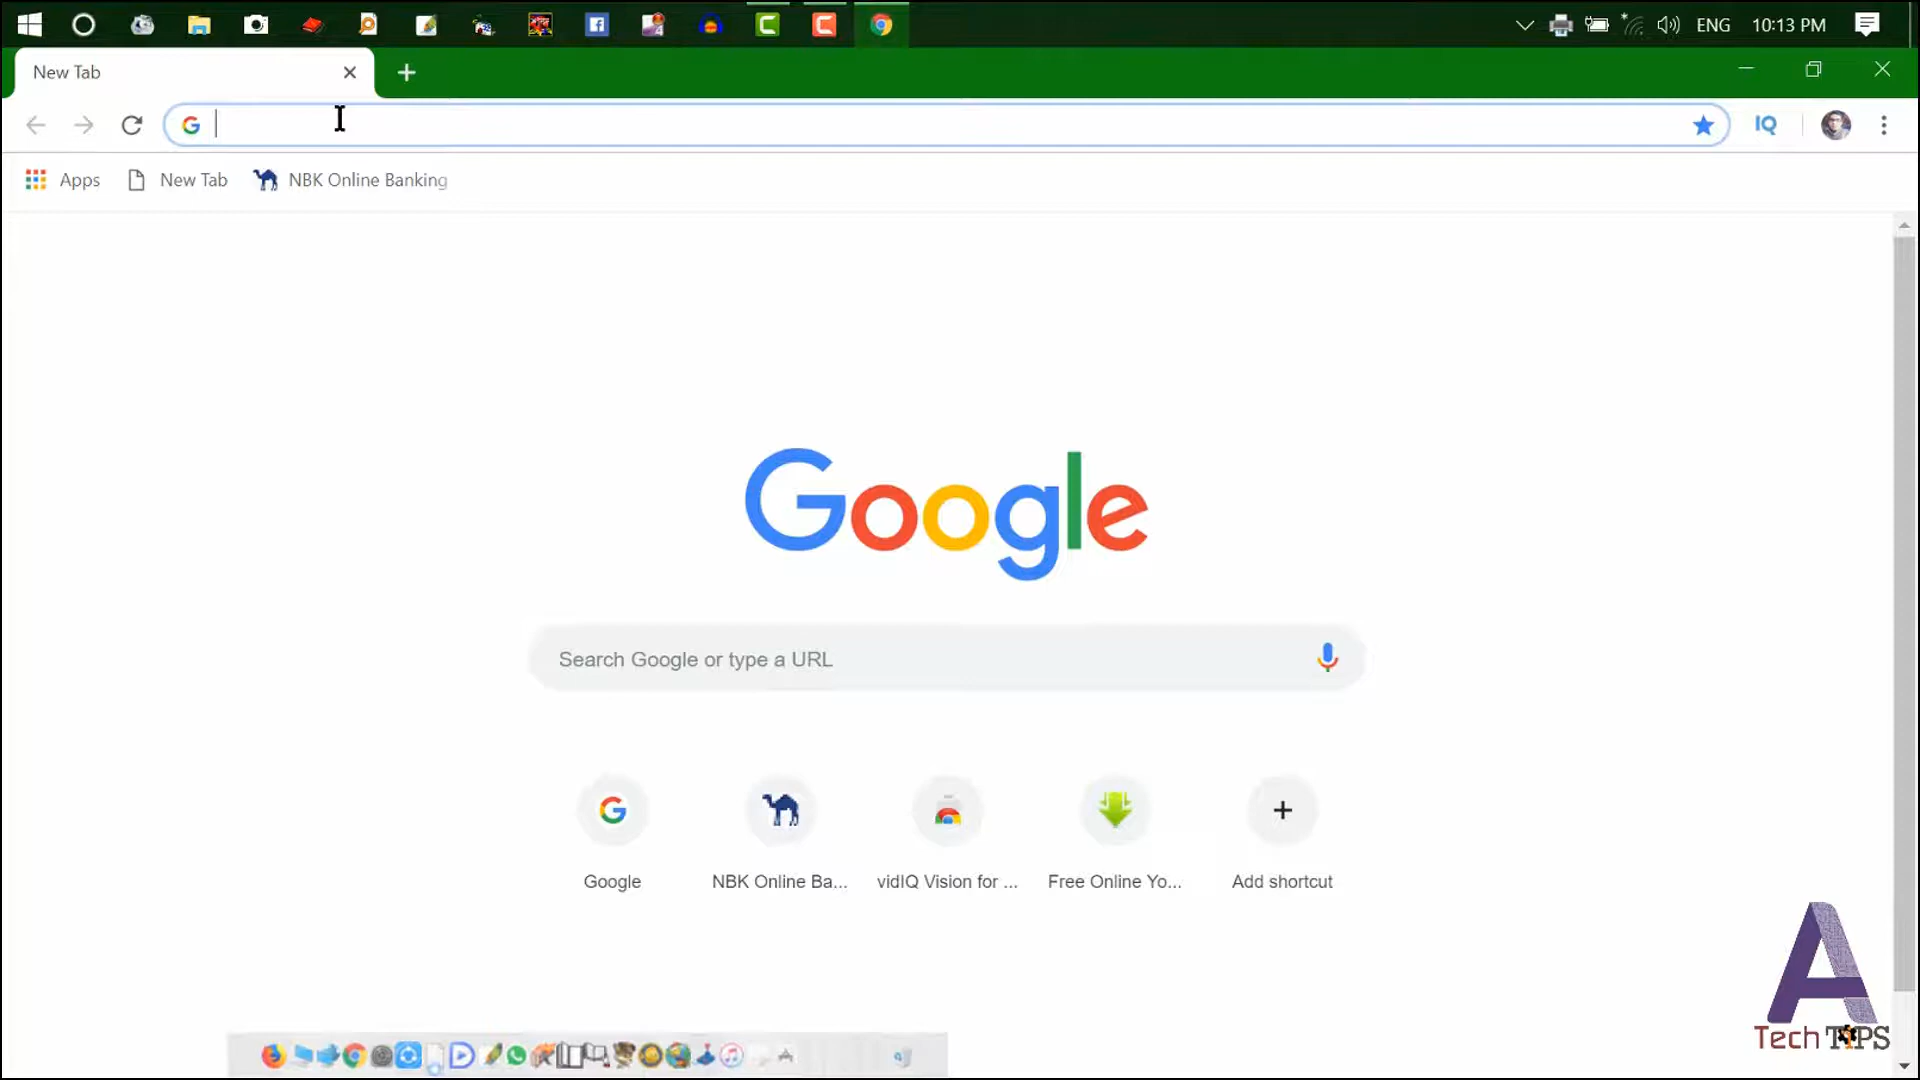 ENG 10:13 PM
New Tab
IQ
Apps New Tab NBK Online Banking
Google
Search Google or type a URL
Google NBK Online Ba... vidIQ Vision for ... Free Online Yo... Add shortcut
A
Tech TIPS